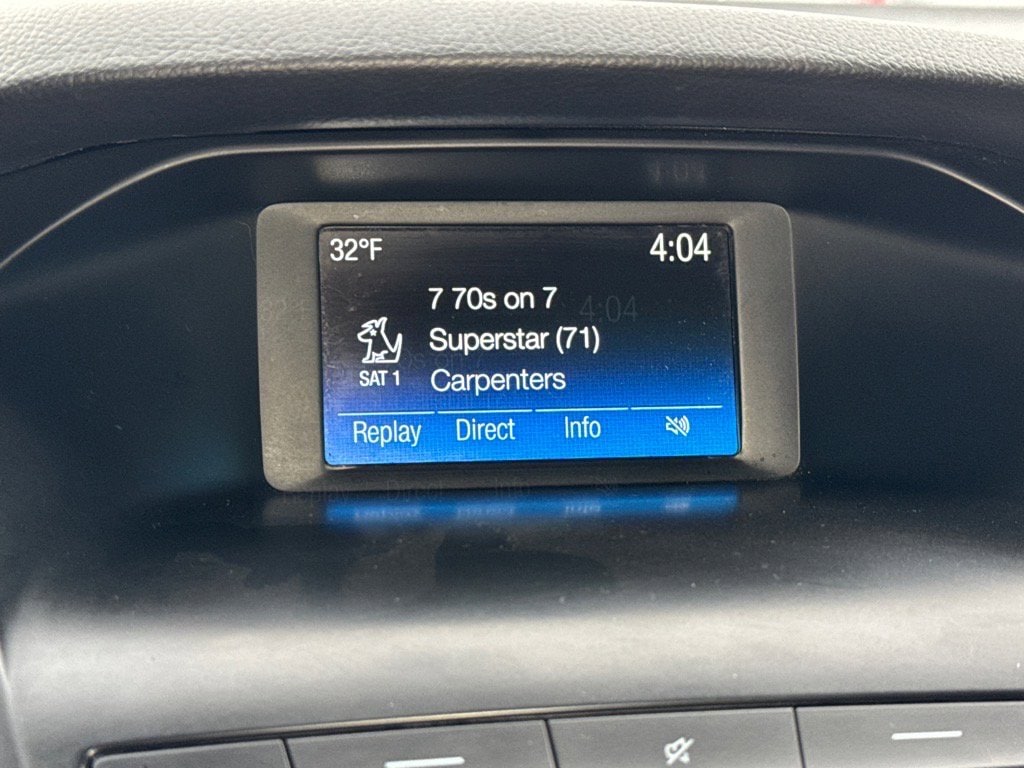 32°F
4:04
7 70s on 7
Superstar (71)
SAT 1
Carpenters
Replay
Direct
Info